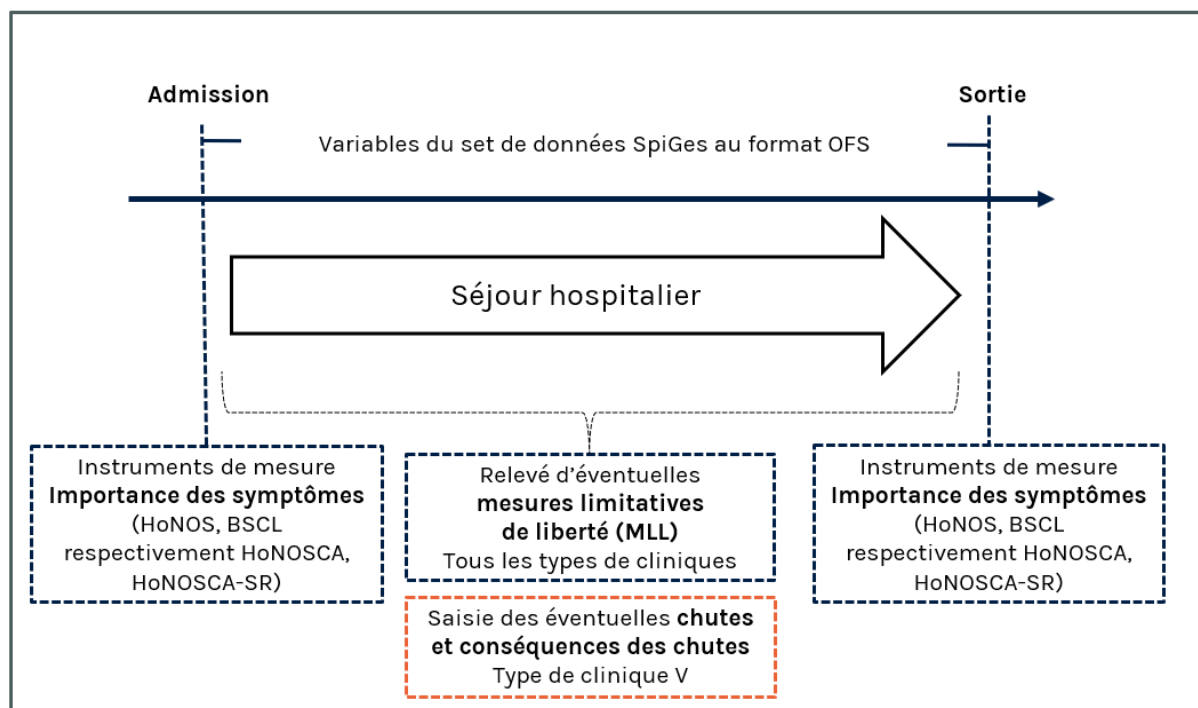 Admission
Sortie
Variables du set de données SpiGes au format OFS
Séjour hospitalier
Instruments de mesure
Importance des symptômes
(HoNOS, BSCL
respectivement HoNOSCA,
HoNOSCA-SR)
Relevé d’éventuelles
mesures limitatives
de liberté (MLL)
Tous les types de cliniques
Saisie des éventuelles chutes
et conséquences des chutes
Type de clinique V
Instruments de mesure
Importance des symptômes
(HoNOS, BSCL
respectivement HoNOSCA,
HoNOSCA-SR)